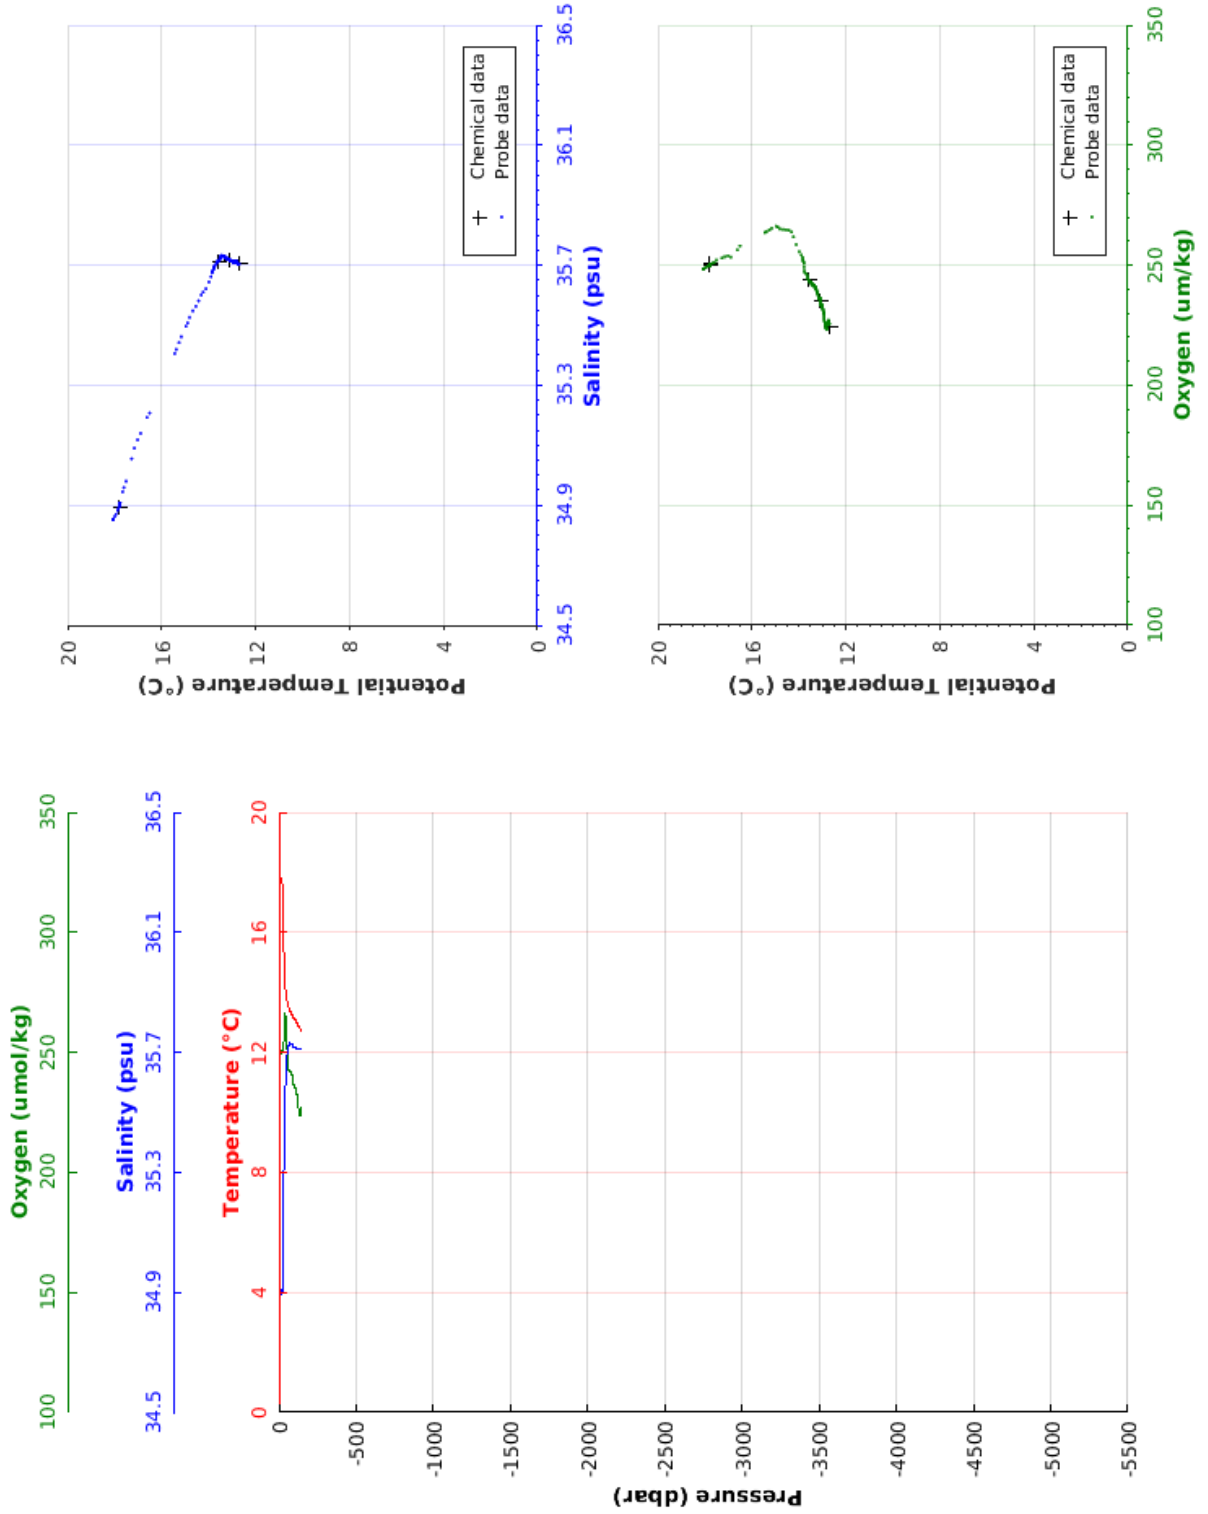 Oxygen (umol/kg)
100 150 200 250 300 350
Salinity (psu)
34.5 34.9 35.3 35.7 36.1 36.5
Temperature (°C)
0 4 8 12 16 20
Pressure (dbar)
0
-500
-1000
-1500
-2000
-2500
-3000
-3500
-4000
-4500
-5000
-5500
Potential Temperature (°C)
20
16
12
8
4
0
Chemical data
Probe data
34.5 34.9 35.3 35.7 36.1 36.5
Salinity (psu)
Potential Temperature (°C)
20
16
12
8
4
0
Chemical data
Probe data
100 150 200 250 300 350
Oxygen (um/kg)